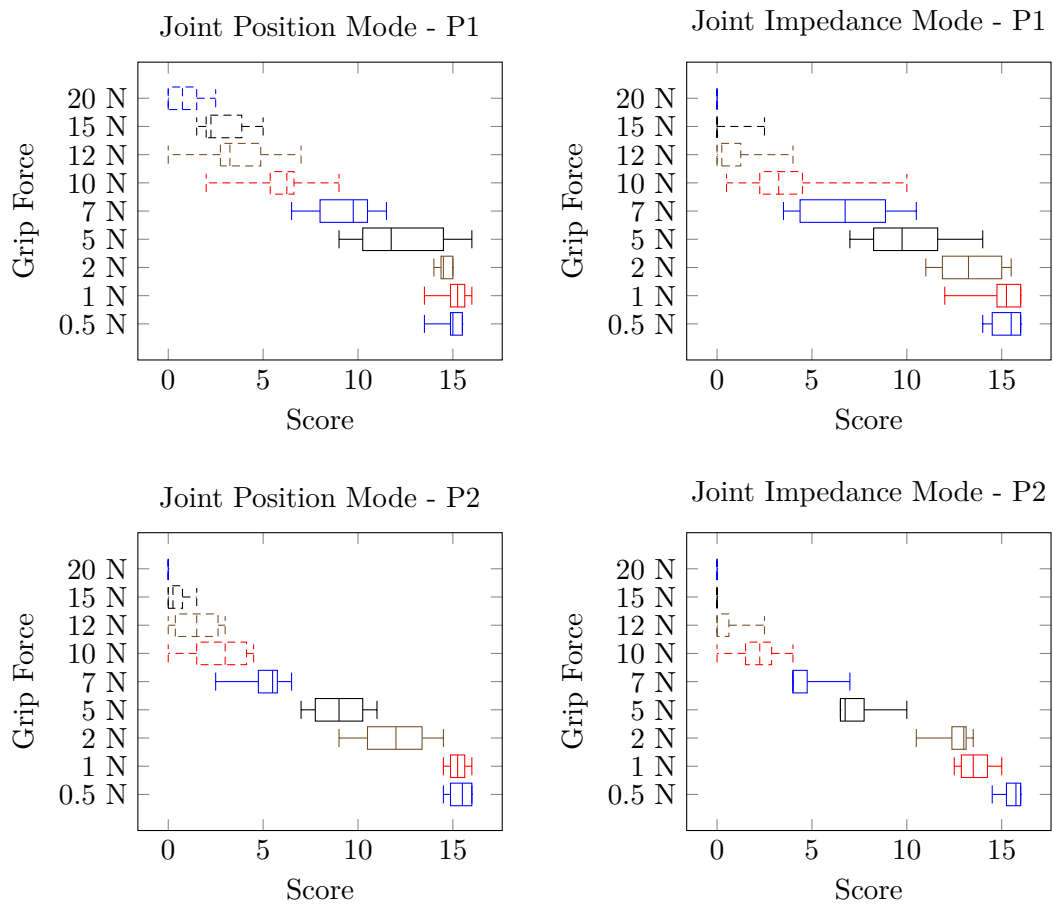 Joint Position Mode - P1
Grip Force
20 N
15 N
12 N
10 N
7 N
5 N
2 N
1 N
0.5 N
0 5 10 15
Score
Joint Impedance Mode - P1
Grip Force
20 N
15 N
12 N
10 N
7 N
5 N
2 N
1 N
0.5 N
0 5 10 15
Score
Joint Position Mode - P2
Grip Force
20 N
15 N
12 N
10 N
7 N
5 N
2 N
1 N
0.5 N
0 5 10 15
Score
Joint Impedance Mode - P2
Grip Force
20 N
15 N
12 N
10 N
7 N
5 N
2 N
1 N
0.5 N
0 5 10 15
Score